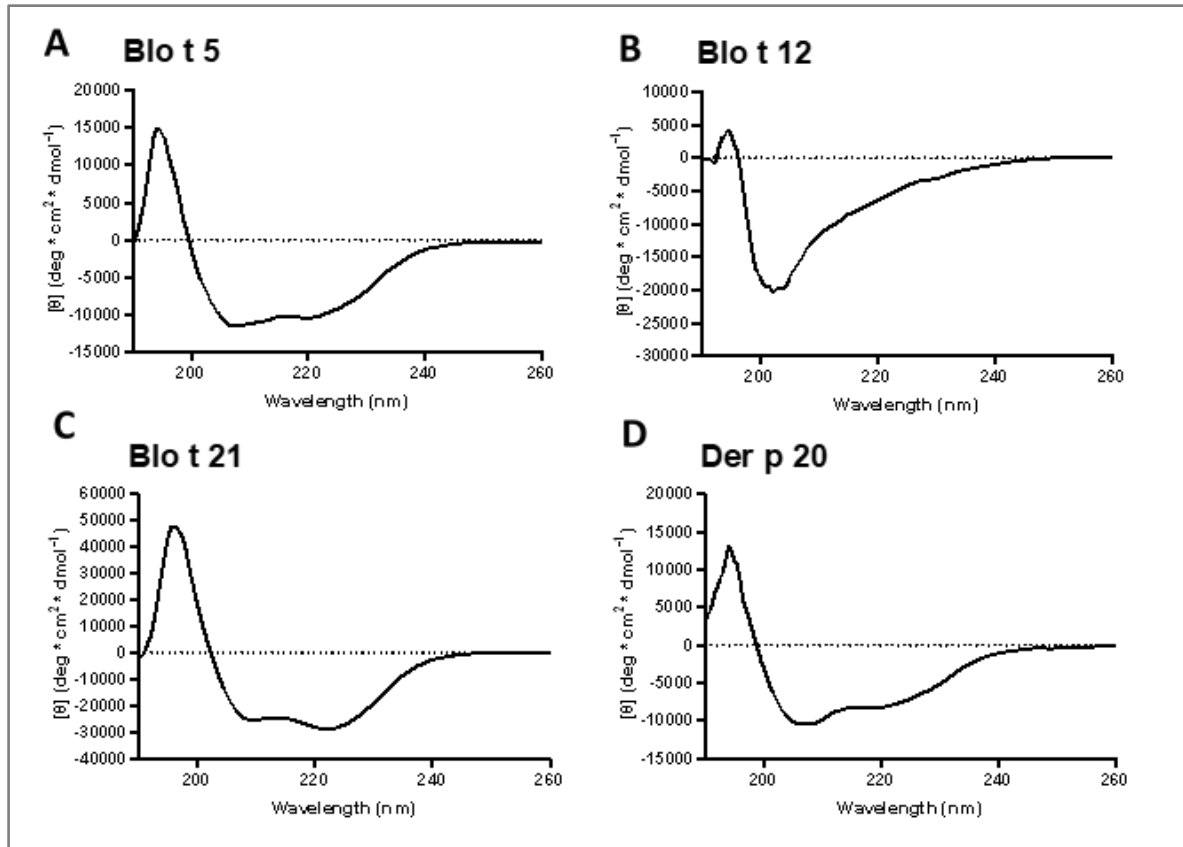 A Blo t 5
20000
15000
10000
5000
0
-5000
-10000
-15000
[θ] (deg * cm² * dmol⁻¹)
200 220 240 260
Wavelength (nm)
B Blo t 12
10000
5000
0
-5000
-10000
-15000
-20000
-25000
-30000
[θ] (deg * cm² * dmol⁻¹)
200 220 240 260
Wavelength (nm)
C Blo t 21
60000
50000
40000
30000
20000
10000
0
-10000
-20000
-30000
-40000
[θ] (deg * cm² * dmol⁻¹)
200 220 240 260
Wavelength (nm)
D Der p 20
20000
15000
10000
5000
0
-5000
-10000
-15000
[θ] (deg * cm² * dmol⁻¹)
200 220 240 260
Wavelength (nm)